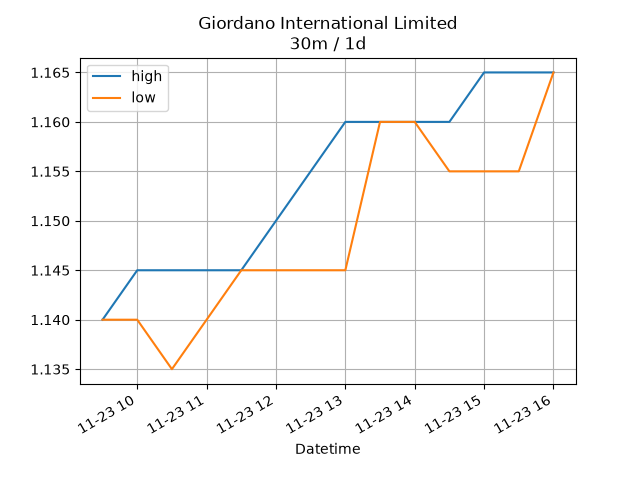 Giordano International Limited
30m / 1d
high
low
1.165
1.160
1.155
1.150
1.145
1.140
1.135
11-23 10
11-23 11
11-23 12
11-23 13
11-23 14
11-23 15
11-23 16
Datetime